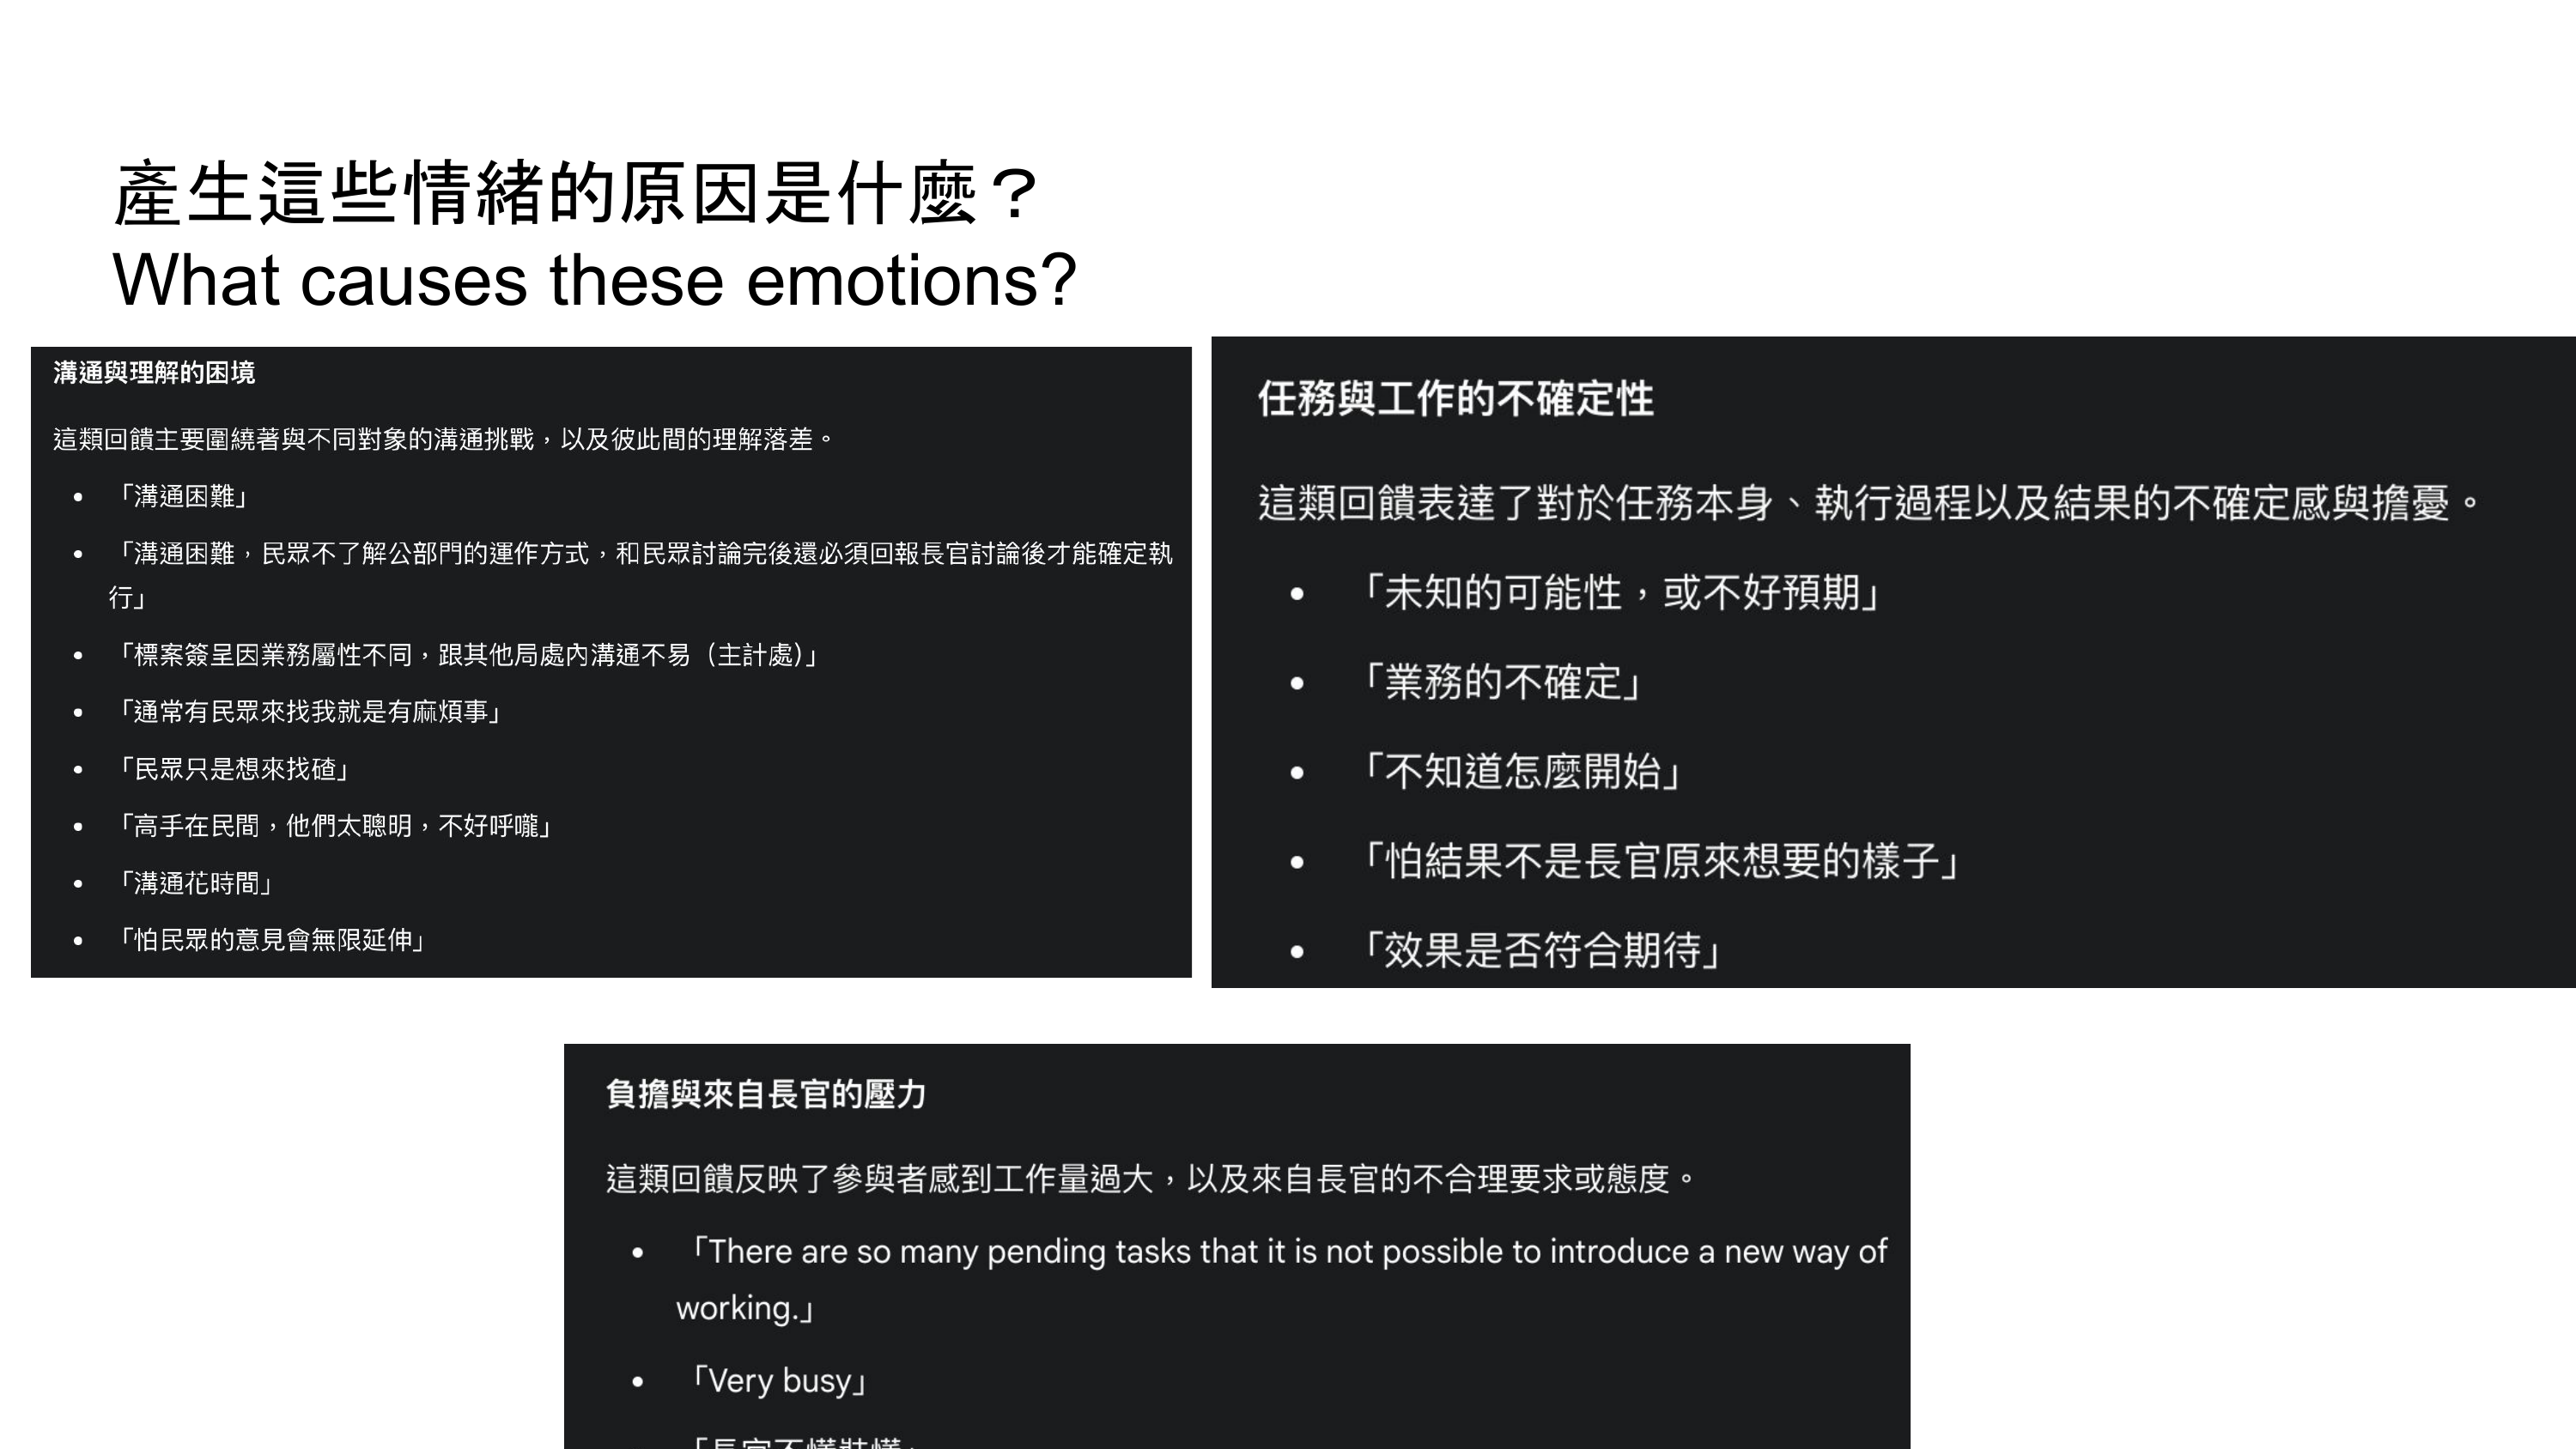 產生這些情緒的原因是什麼？
What causes these emotions?
溝通與理解的困境
這類回饋主要圍繞著與不同對象的溝通挑戰，以及彼此間的理解落差。
• 「溝通困難」
• 「溝通困難，民眾不了解公部門的運作方式，和民眾討論完後還必須回報長官討論後才能確定執
行」
• 「標案簽呈因業務屬性不同，跟其他局處內溝通不易（主計處）」
• 「通常有民眾來找我就是有麻煩事」
• 「民眾只是想來找碴」
• 「高手在民間，他們太聰明，不好呼嚨」
• 「溝通花時間」
• 「怕民眾的意見會無限延伸」
任務與工作的不確定性
這類回饋表達了對於任務本身、執行過程以及結果的不確定感與擔憂。
• 「未知的可能性，或不好預期」
• 「業務的不確定」
• 「不知道怎麼開始」
• 「怕結果不是長官原來想要的樣子」
• 「效果是否符合期待」
負擔與來自長官的壓力
這類回饋反映了參與者感到工作量過大，以及來自長官的不合理要求或態度。
• 「There are so many pending tasks that it is not possible to introduce a new way of
working.」
• 「Very busy」
「長官不懂裝懂」